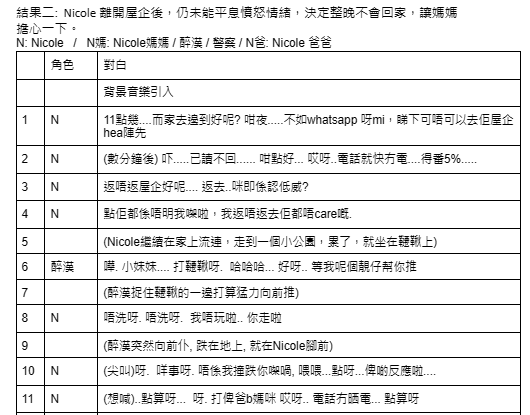 結果二: Nicole 離開屋企後，仍未能平息憤怒情緒，決定整晚不會回家，讓媽媽
擔心一下。
N: Nicole / N媽: Nicole媽媽 / 醉漢 / 警察 / N爸: Nicole 爸爸
角色 對白
背景音樂引入
1 N 11點幾....而家去邊到好呢? 咁夜.....不如whatsapp 呀mi，睇下可唔可以去佢屋企
hea陣先
2 N (數分鐘後) 吓.....已讀不回...... 咁點好... 哎呀..電話就快冇電....得番5%.....
3 N 返唔返屋企好呢.... 返去..咪即係認低威?
4 N 點佢都係唔明我㗎啦，我返唔返去佢都唔care嘅.
5 (Nicole繼續在家上流連，走到一個小公園，累了，就坐在韆鞦上)
6 醉漢 嘩. 小妹妹.... 打韆鞦呀. 哈哈哈... 好呀.. 等我呢個靚仔幫你推
7 (醉漢捉住韆鞦的一邊打算猛力向前推)
8 N 唔洗呀. 唔洗呀. 我唔玩啦.. 你走啦
9 (醉漢突然向前仆, 跌在地上, 就在Nicole腳前)
10 N (尖叫)呀. 咩事呀. 唔係我撞跌你㗎喎, 喂喂...點呀...俾啲反應啦....
11 N (想喊)..點算呀... 呀. 打俾爸b媽咪 哎呀.. 電話冇晒電... 點算呀